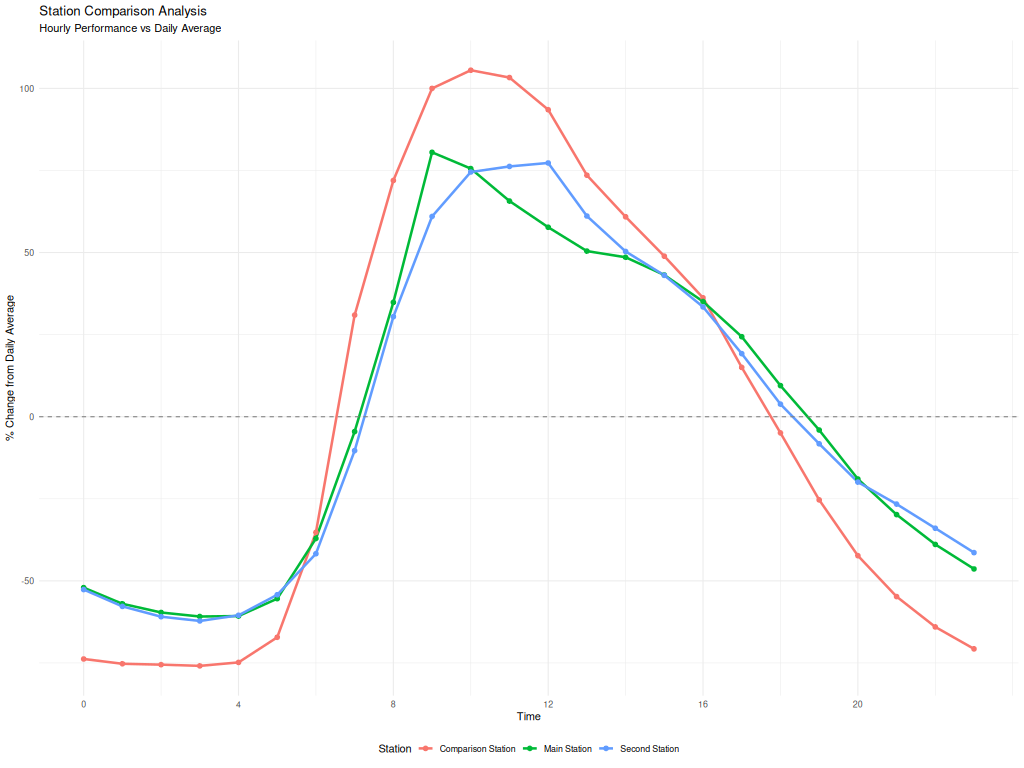 Station Comparison Analysis
Hourly Performance vs Daily Average
% Change from Daily Average
100
50
0
-50
0 4 8 12 16 20
Time
Station Comparison Station Main Station Second Station